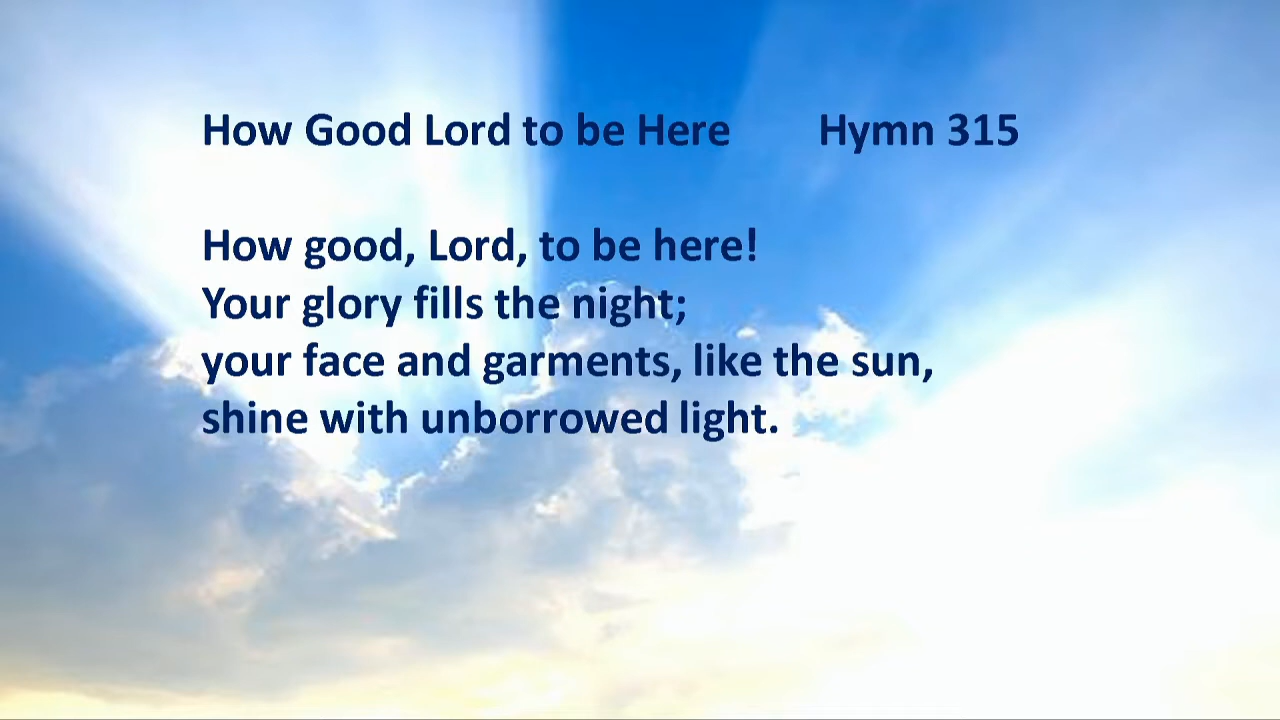 How Good Lord to be Here Hymn 315
How good, Lord, to be here!
Your glory fills the night;
your face and garments, like the sun,
shine with unborrowed light.